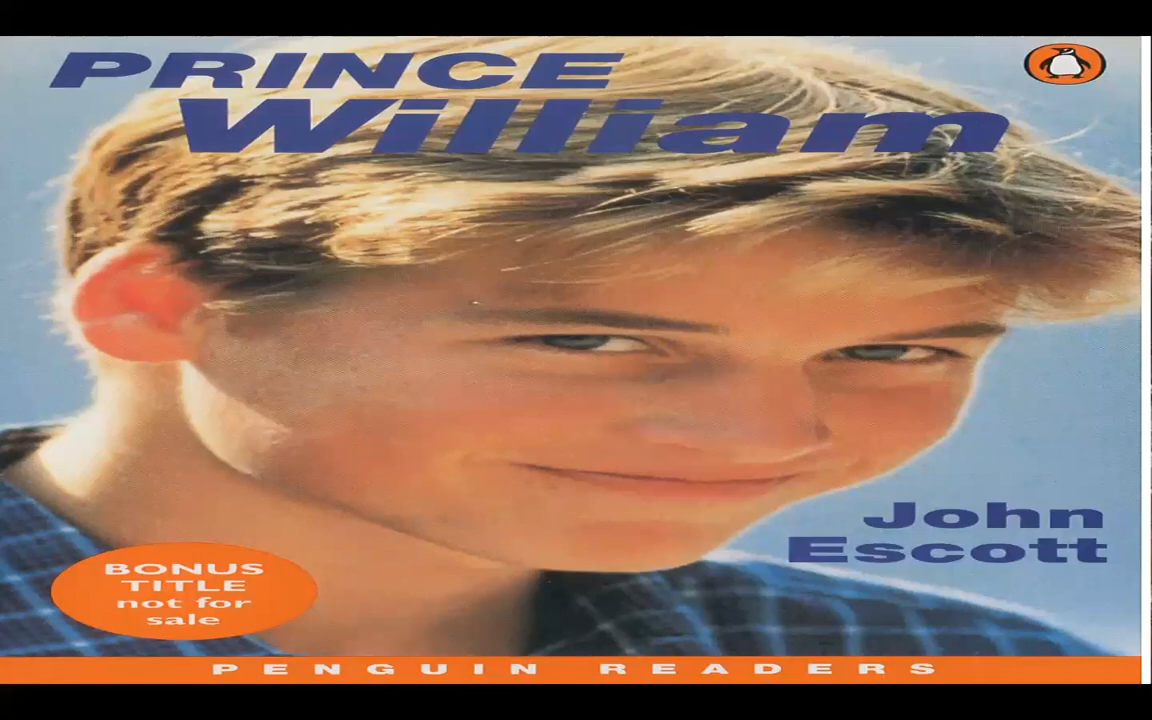 PRINCE
William
John
Escott
BONUS
TITLE
not for
sale
PENGUIN READERS